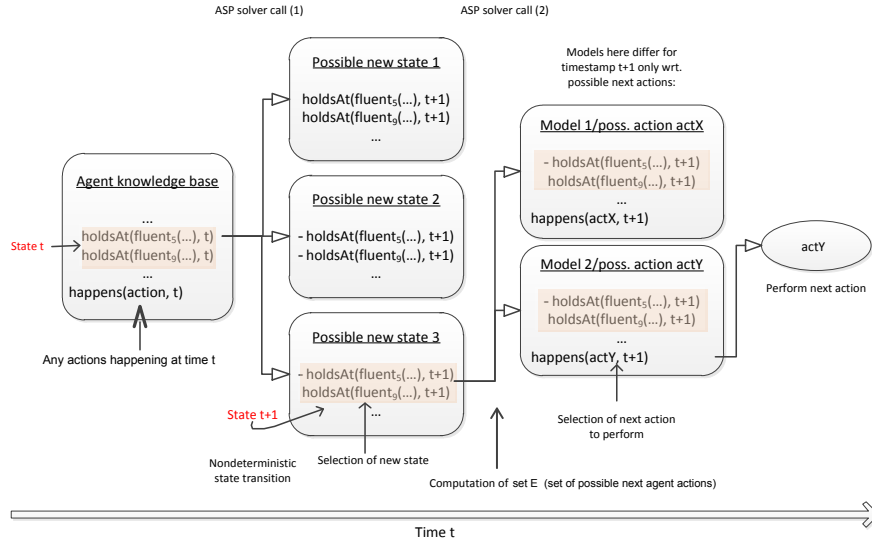 ASP solver call (1)
ASP solver call (2)
Possible new state 1
holdsAt(fluent₅(...), t+1)
holdsAt(fluent₉(...), t+1)
...
Models here differ for
timestamp t+1 only wrt.
possible next actions:
Agent knowledge base
...
holdsAt(fluent₅(...), t)
holdsAt(fluent₉(...), t)
...
happens(action, t)
State t
Any actions happening at time t
Possible new state 2
- holdsAt(fluent₅(...), t+1)
- holdsAt(fluent₉(...), t+1)
...
Possible new state 3
- holdsAt(fluent₅(...), t+1)
holdsAt(fluent₉(...), t+1)
...
State t+1
Nondeterministic
state transition
Selection of new state
Model 1/poss. action actX
- holdsAt(fluent₅(...), t+1)
holdsAt(fluent₉(...), t+1)
...
happens(actX, t+1)
Model 2/poss. action actY
- holdsAt(fluent₅(...), t+1)
holdsAt(fluent₉(...), t+1)
...
happens(actY, t+1)
actY
Perform next action
Selection of next action
to perform
Computation of set E (set of possible next agent actions)
Time t